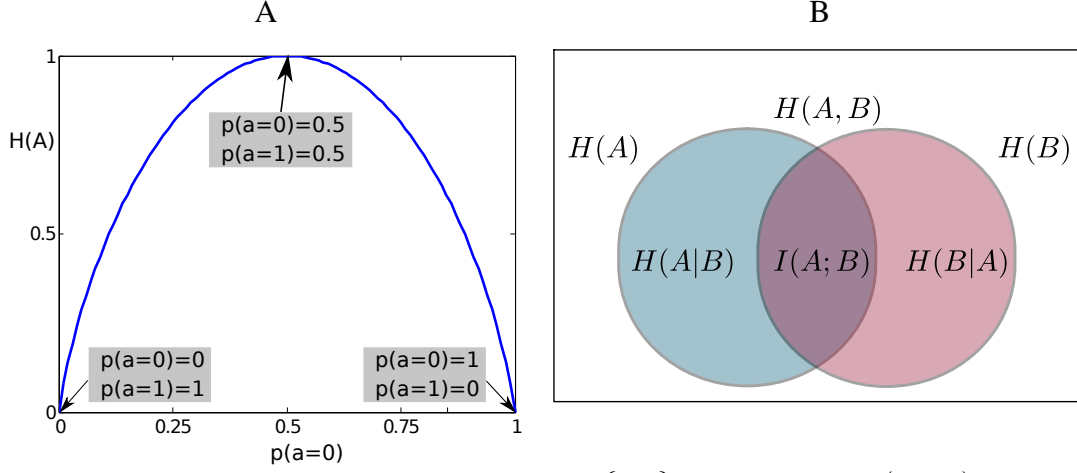 A
B
1
H(A)
0.5
0
p(a=0)=0.5
p(a=1)=0.5
p(a=0)=0
p(a=1)=1
p(a=0)=1
p(a=1)=0
0
0.25
0.5
0.75
1
p(a=0)
H(A, B)
H(A)
H(B)
H(A|B)
I(A; B)
H(B|A)